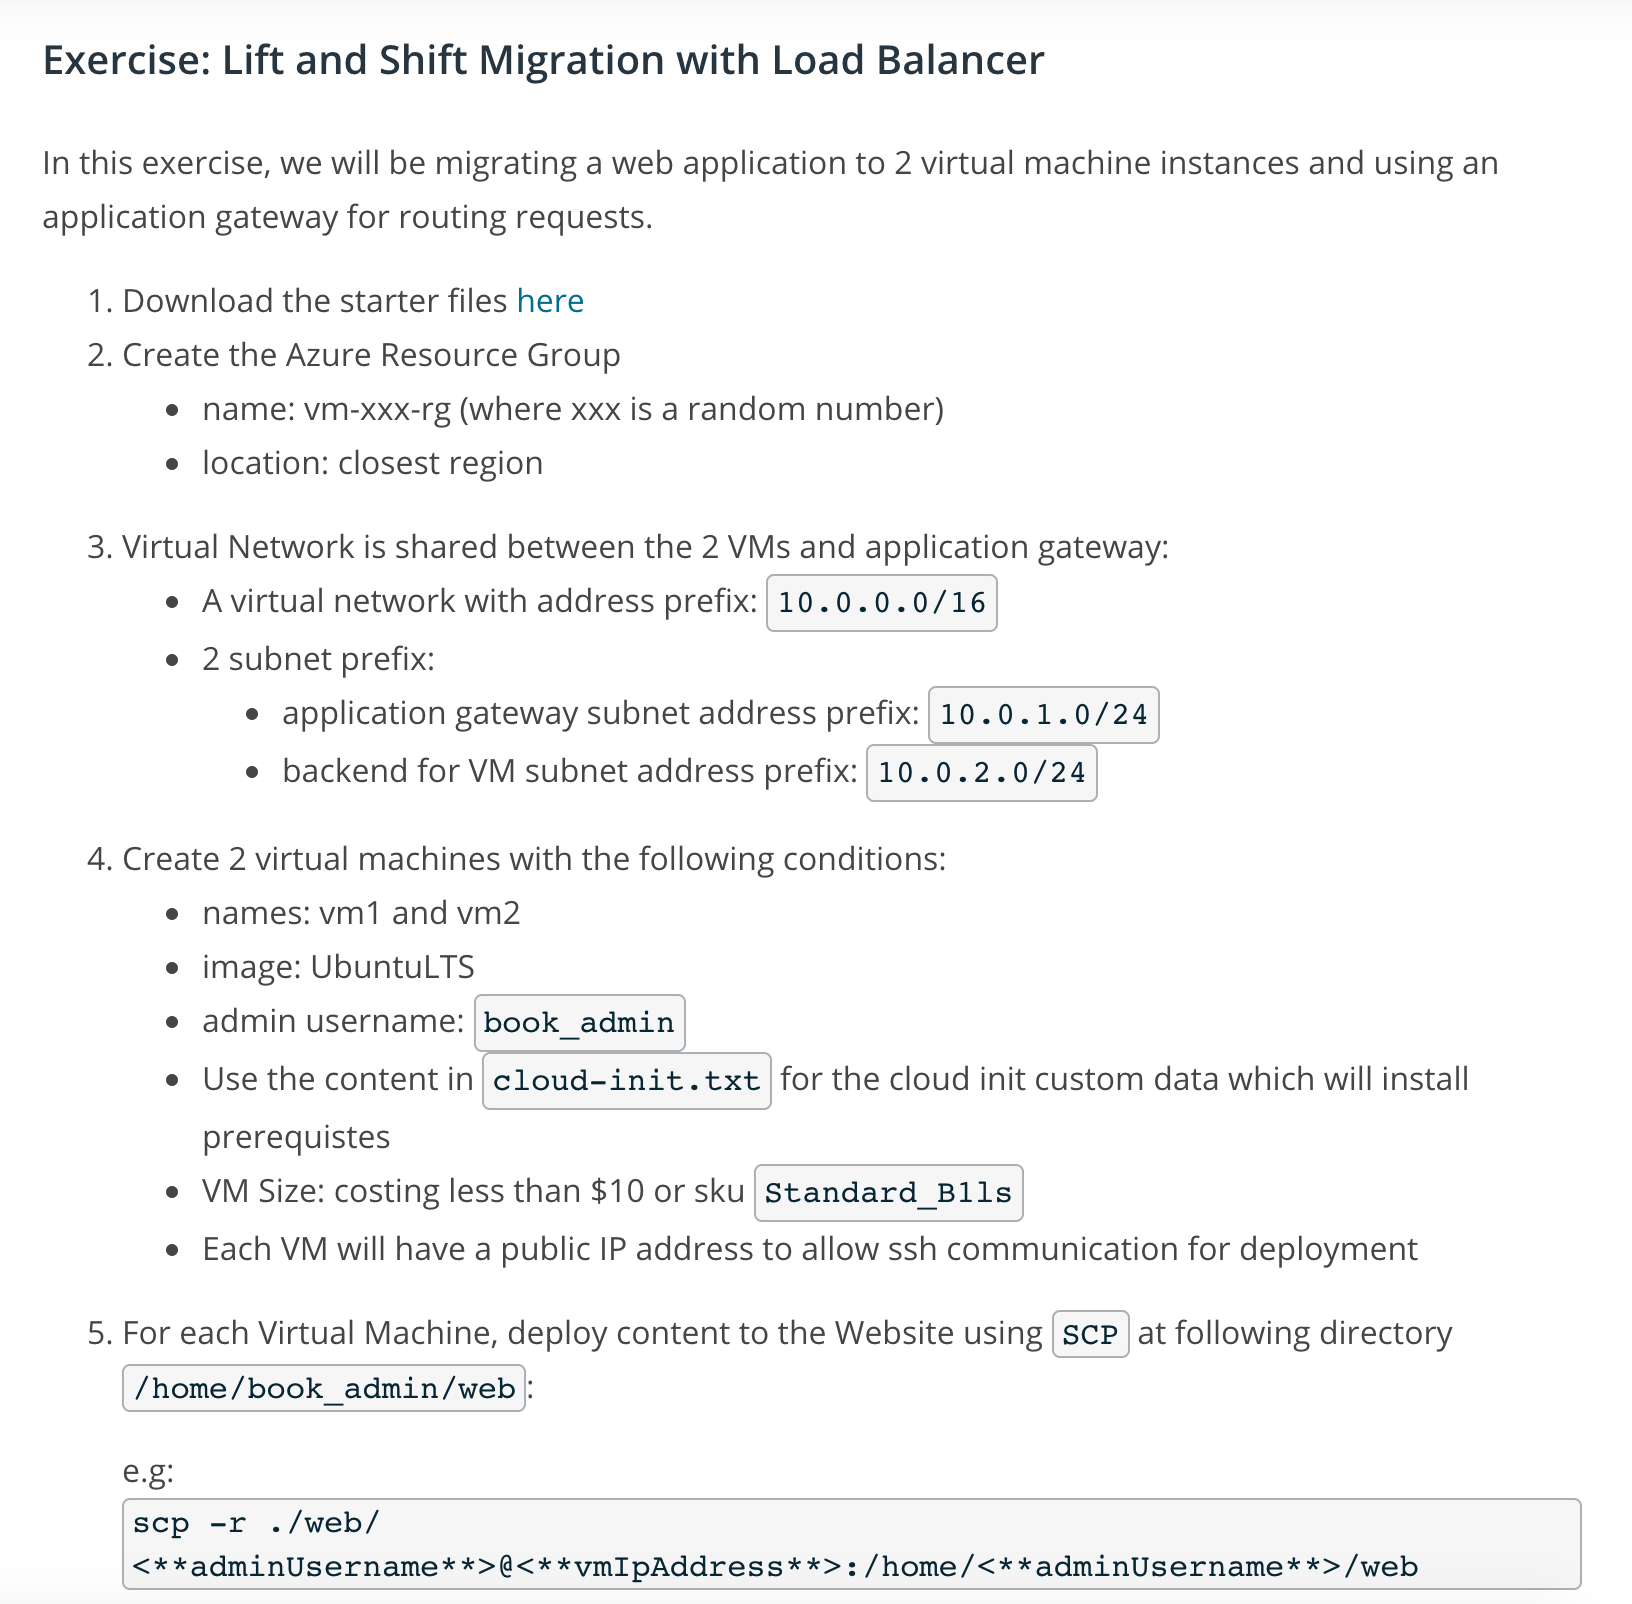 Exercise: Lift and Shift Migration with Load Balancer
In this exercise, we will be migrating a web application to 2 virtual machine instances and using an
application gateway for routing requests.
1. Download the starter files here
2. Create the Azure Resource Group
• name: vm-xxx-rg (where xxx is a random number)
• location: closest region
3. Virtual Network is shared between the 2 VMs and application gateway:
• A virtual network with address prefix: 10.0.0.0/16
• 2 subnet prefix:
• application gateway subnet address prefix: 10.0.1.0/24
• backend for VM subnet address prefix: 10.0.2.0/24
4. Create 2 virtual machines with the following conditions:
• names: vm1 and vm2
• image: UbuntuLTS
• admin username: book_admin
• Use the content in cloud-init.txt for the cloud init custom data which will install
prerequistes
• VM Size: costing less than $10 or sku Standard_B1ls
• Each VM will have a public IP address to allow ssh communication for deployment
5. For each Virtual Machine, deploy content to the Website using SCP at following directory
/home/book_admin/web:
e.g:
scp -r ./web/
<**adminUsername**>@<**vmIpAddress**>:/home/<**adminUsername**>/web